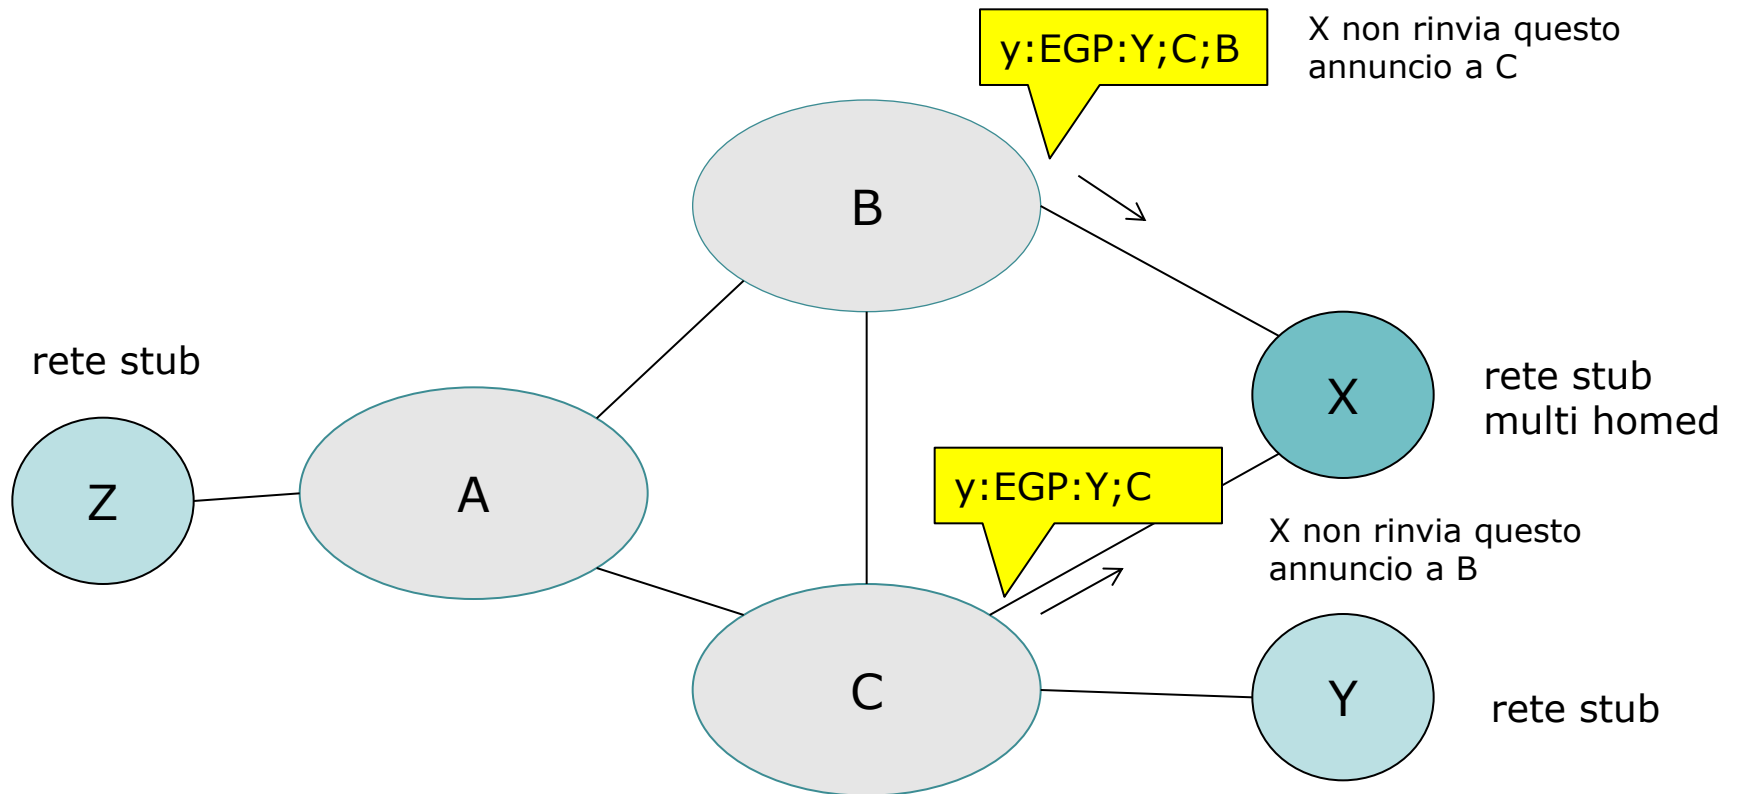 y:EGP:Y;C;B
X non rinvia questo
annuncio a C
B
rete stub
X
rete stub
multi homed
Z
A
y:EGP:Y;C
X non rinvia questo
annuncio a B
C
Y
rete stub